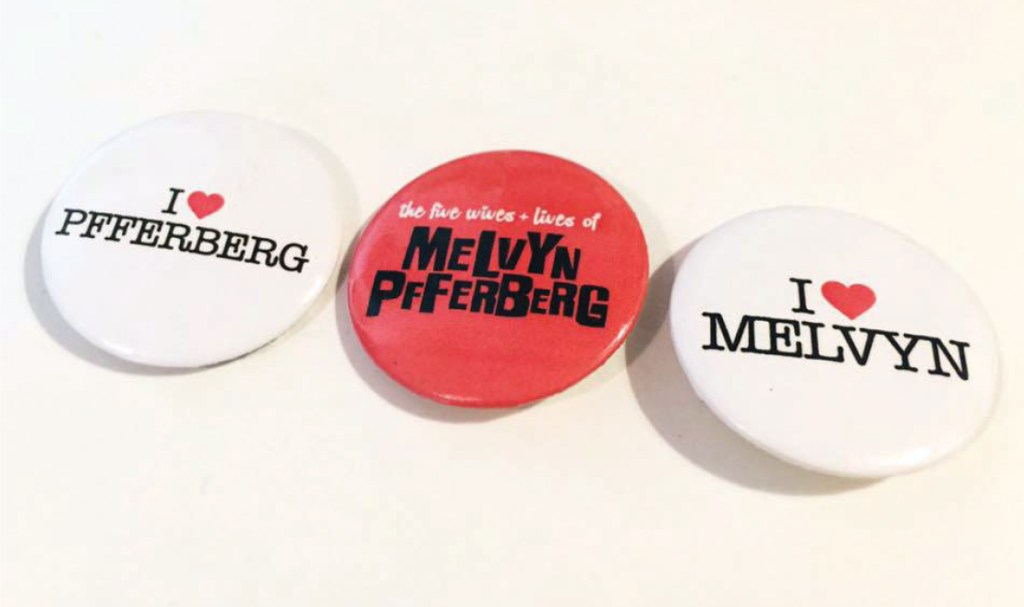 I ❤
PFFERBERG
the five wives + lives of
MELVYN
PFFERBERG
I ❤
MELVYN